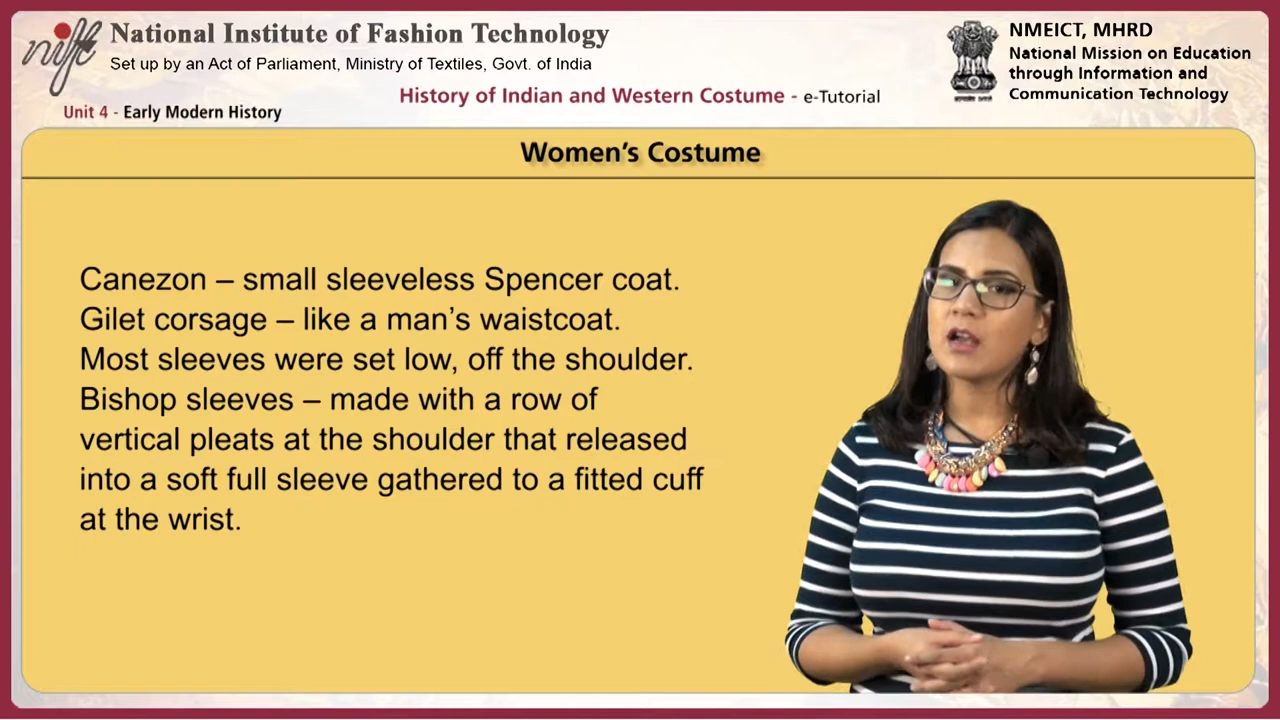 nift
National Institute of Fashion Technology
Set up by an Act of Parliament, Ministry of Textiles, Govt. of India
NMEICT, MHRD
National Mission on Education
through Information and
Communication Technology
History of Indian and Western Costume - e-Tutorial
Unit 4 - Early Modern History
Women's Costume
Canezon – small sleeveless Spencer coat.
Gilet corsage – like a man's waistcoat.
Most sleeves were set low, off the shoulder.
Bishop sleeves – made with a row of
vertical pleats at the shoulder that released
into a soft full sleeve gathered to a fitted cuff
at the wrist.